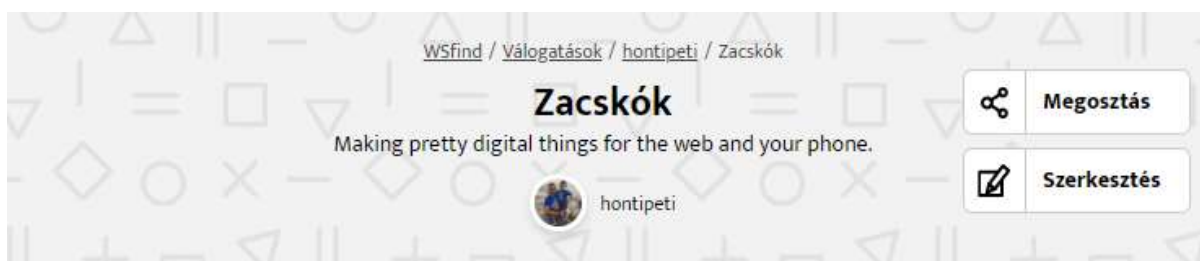 WSfind / Válogatások / hontipeti / Zacskók
Zacskók
Making pretty digital things for the web and your phone.
hontipeti
Megosztás
Szerkesztés